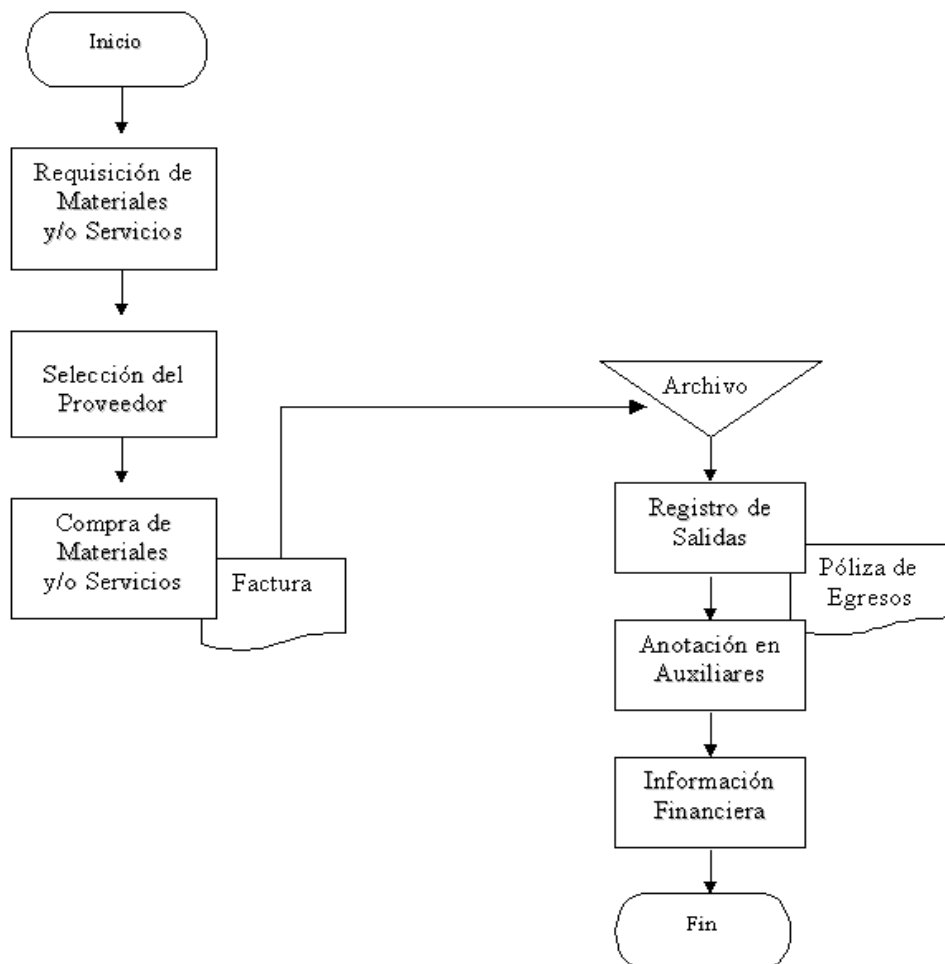 Inicio
Requisición de
Materiales
y/o Servicios
Selección del
Proveedor
Compra de
Materiales
y/o Servicios
Factura
Archivo
Registro de
Salidas
Póliza de
Egresos
Anotación en
Auxiliares
Información
Financiera
Fin